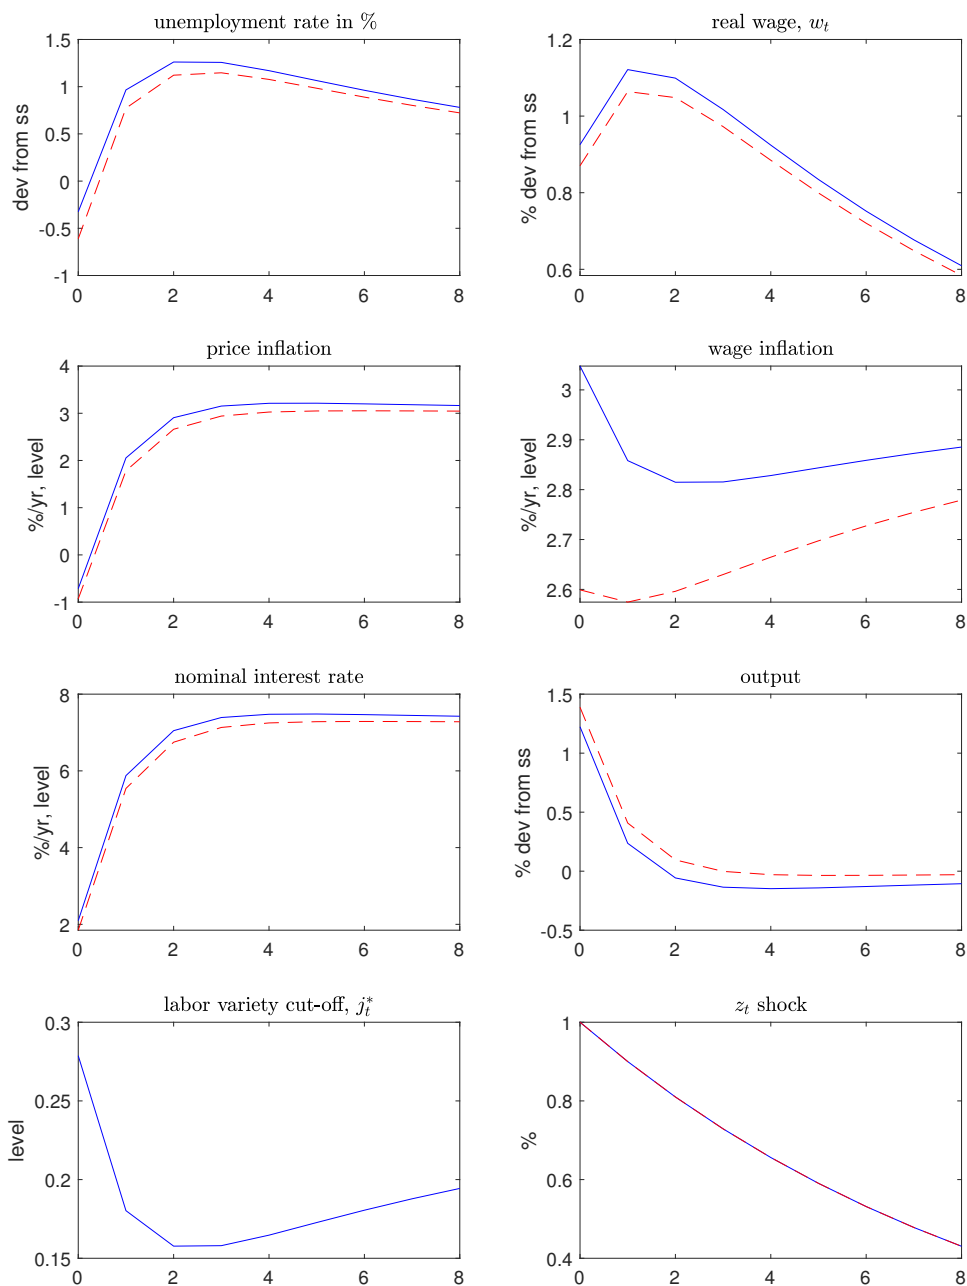 unemployment rate in %
dev from ss
1.5
1
0.5
0
-0.5
-1
0 2 4 6 8
real wage, w_t
% dev from ss
1.2
1
0.8
0.6
0 2 4 6 8
price inflation
%/yr, level
4
3
2
1
0
-1
0 2 4 6 8
wage inflation
%/yr, level
3
2.9
2.8
2.7
2.6
0 2 4 6 8
nominal interest rate
%/yr, level
8
6
4
2
0 2 4 6 8
output
% dev from ss
1.5
1
0.5
0
-0.5
0 2 4 6 8
labor variety cut-off, j_t^*
level
0.3
0.25
0.2
0.15
0 2 4 6 8
z_t shock
%
1
0.8
0.6
0.4
0 2 4 6 8